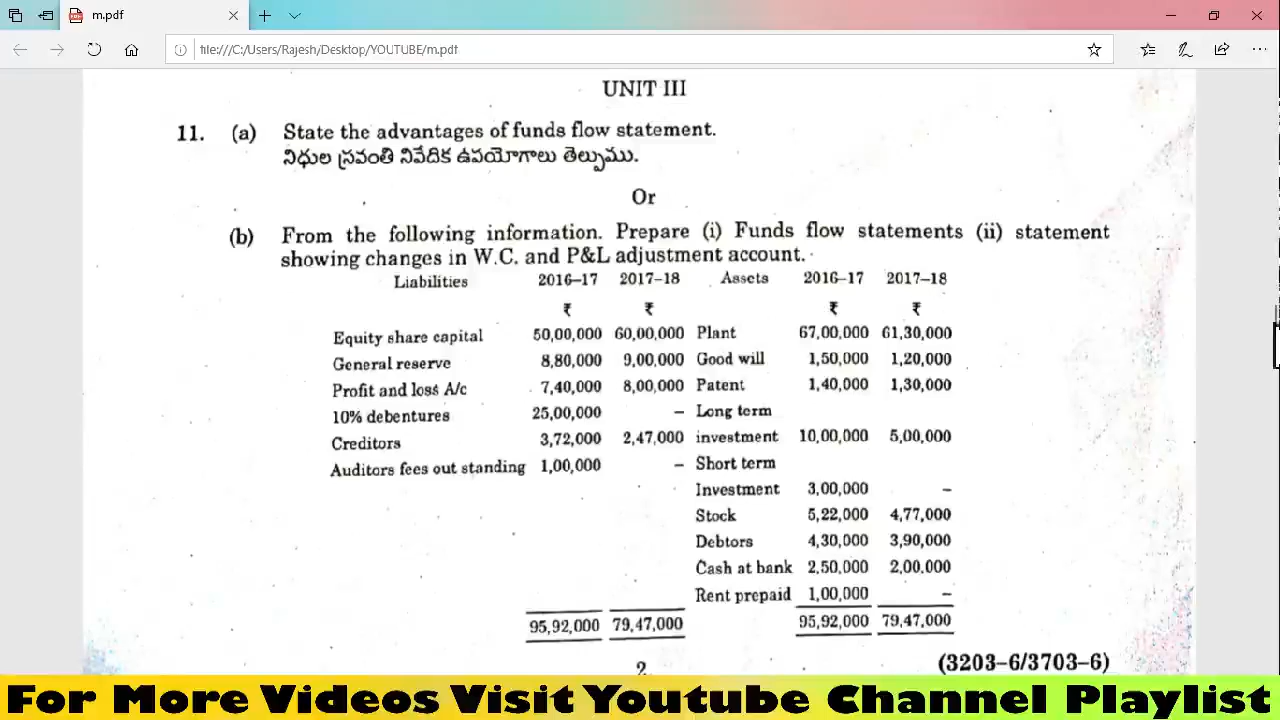 m.pdf
file:///C:/Users/Rajesh/Desktop/YOUTUBE/m.pdf
UNIT III
11. (a) State the advantages of funds flow statement.
నిధుల స్రవంతి నివేదిక ఉపయోగాలు తెల్పుము.
Or
(b) From the following information. Prepare (i) Funds flow statements (ii) statement
showing changes in W.C. and P&L adjustment account.
Liabilities 2016–17 2017–18 Assets 2016–17 2017–18
₹ ₹ ₹ ₹
Equity share capital 50,00,000 60,00,000 Plant 67,00,000 61,30,000
General reserve 8,80,000 9,00,000 Good will 1,50,000 1,20,000
Profit and loss A/c 7,40,000 8,00,000 Patent 1,40,000 1,30,000
10% debentures 25,00,000 – Long term
Creditors 3,72,000 2,47,000 investment 10,00,000 5,00,000
Auditors fees out standing 1,00,000 – Short term
Investment 3,00,000 –
Stock 5,22,000 4,77,000
Debtors 4,30,000 3,90,000
Cash at bank 2,50,000 2,00.000
Rent prepaid 1,00,000 –
95,92,000 79,47,000 95,92,000 79,47,000
2 (3203–6/3703–6)
For More Videos Visit Youtube Channel Playlist